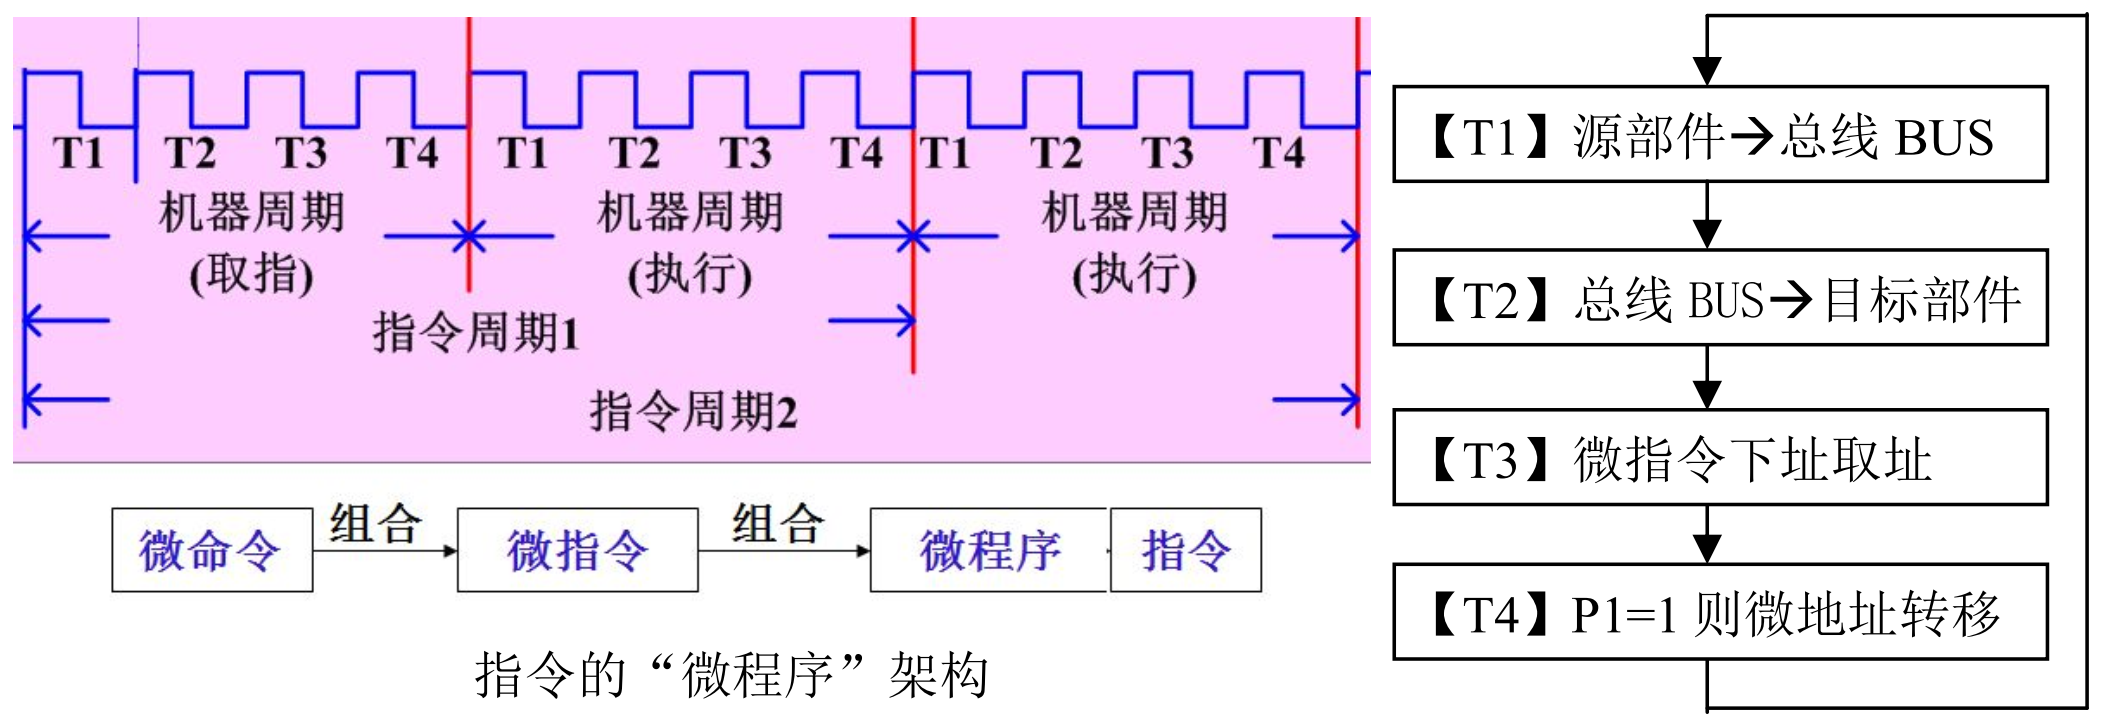 T1 T2 T3 T4 T1 T2 T3 T4 T1 T2 T3 T4
机器周期 机器周期 机器周期
(取指) (执行) (执行)
指令周期1
指令周期2
微命令 组合 微指令 组合 微程序 指令
指令的“微程序”架构
【T1】源部件→总线 BUS
【T2】总线 BUS→目标部件
【T3】微指令下址取址
【T4】P1=1 则微地址转移